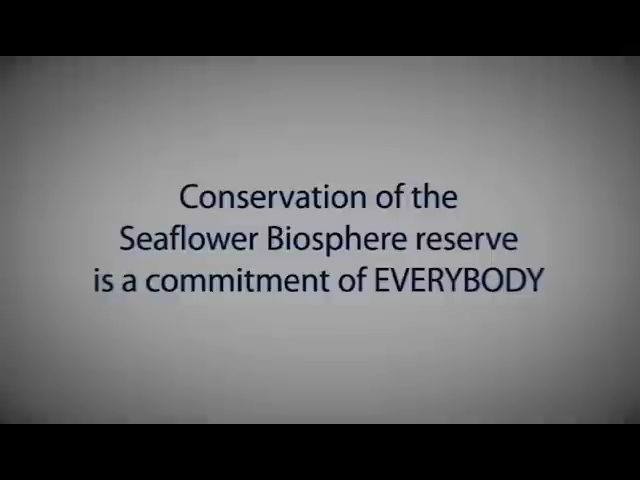 Conservation of the
Seaflower Biosphere reserve
is a commitment of EVERYBODY